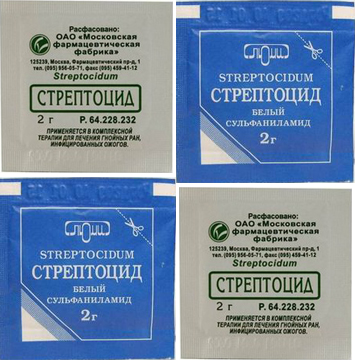 Расфасовано:
ОАО «Московская
фармацевтическая
фабрика»
125239, Москва, Фармацевтический пр-д, 1
тел. (095) 956-05-71, факс (095) 459-41-12
Streptocidum
СТРЕПТОЦИД
2 г Р. 64.228.232
ПРИМЕНЯЕТСЯ В КОМПЛЕКСНОЙ
ТЕРАПИИ ДЛЯ ЛЕЧЕНИЯ ГНОЙНЫХ РАН,
ИНФИЦИРОВАННЫХ ОЖОГОВ.
STREPTOCIDUM
СТРЕПТОЦИД
БЕЛЫЙ
СУЛЬФАНИЛАМИД
2 г
STREPTOCIDUM
СТРЕПТОЦИД
БЕЛЫЙ
СУЛЬФАНИЛАМИД
2 г
Расфасовано:
ОАО «Московская
фармацевтическая
фабрика»
125239, Москва, Фармацевтический пр-д, 1
тел. (095) 956-05-71, факс (095) 459-41-12
Streptocidum
СТРЕПТОЦИД
2 г Р. 64.228.232
ПРИМЕНЯЕТСЯ В КОМПЛЕКСНОЙ
ТЕРАПИИ ДЛЯ ЛЕЧЕНИЯ ГНОЙНЫХ РАН,
ИНФИЦИРОВАННЫХ ОЖОГОВ.